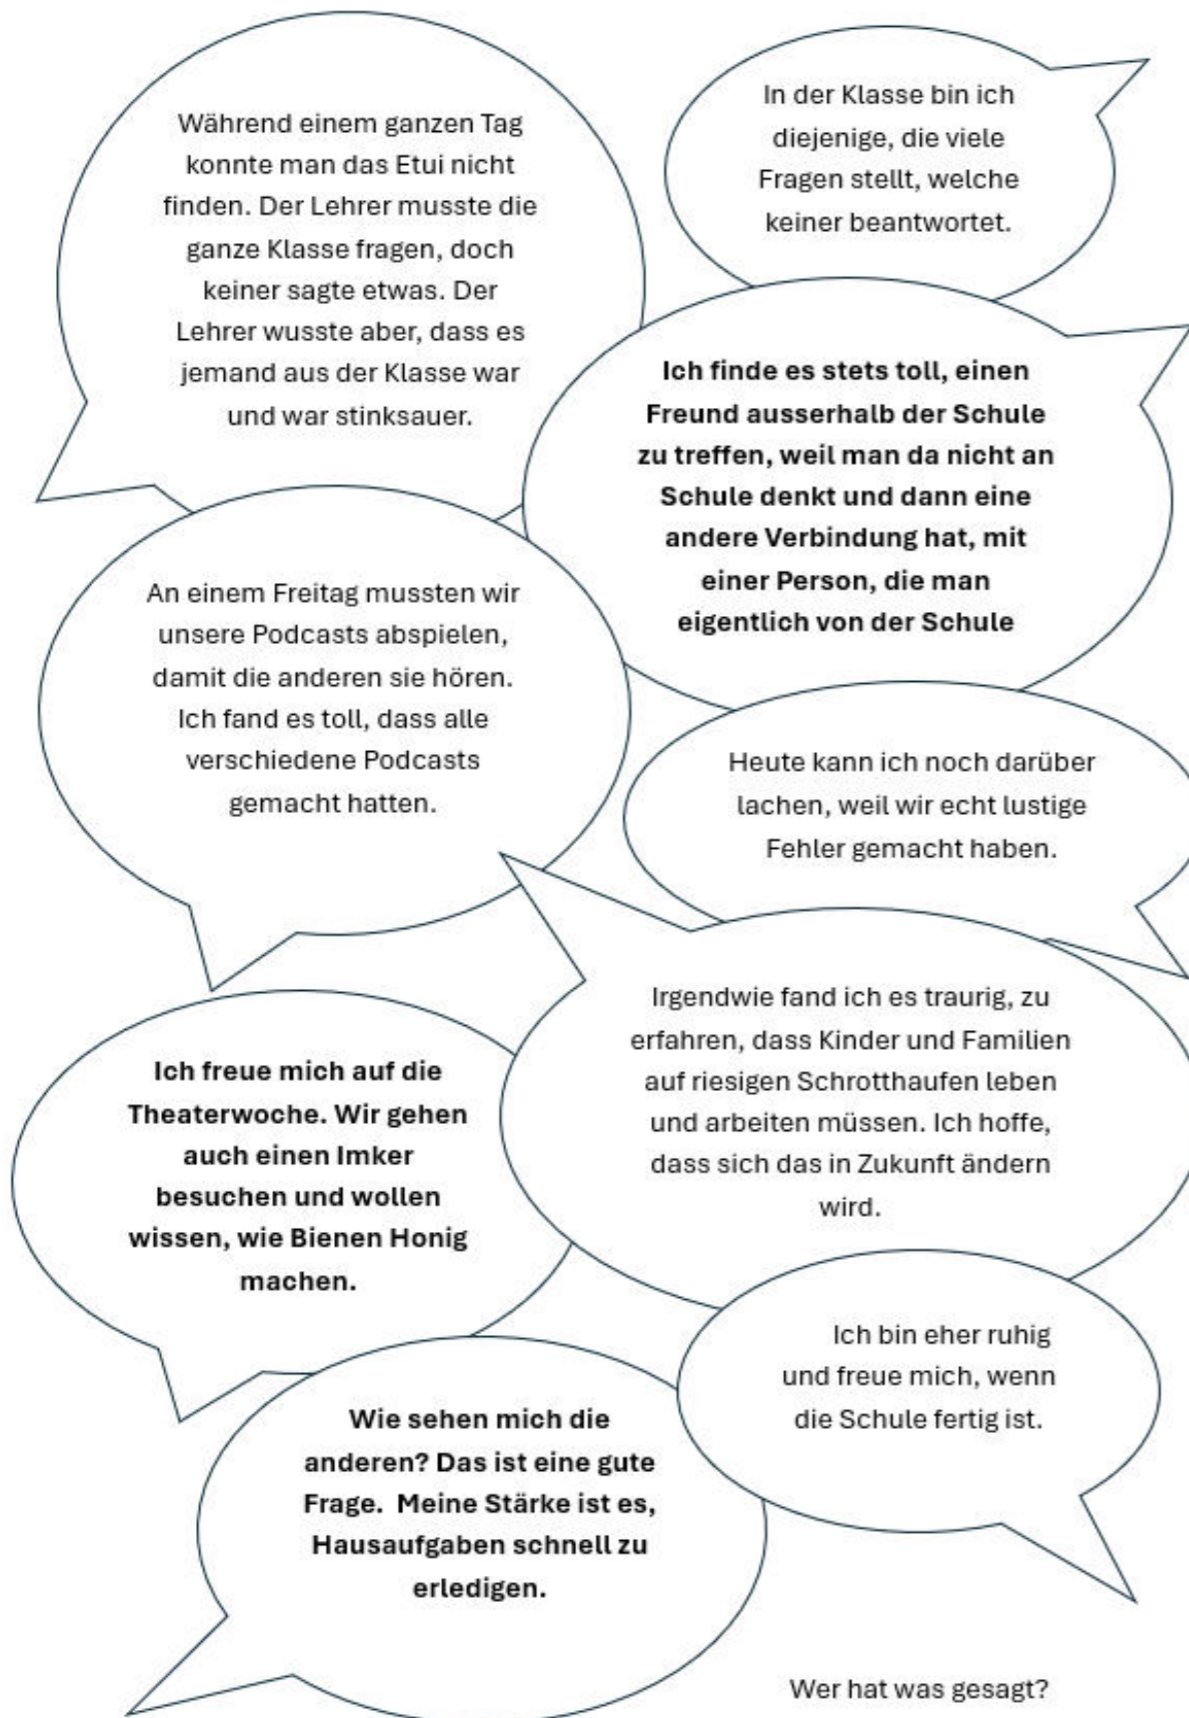 Während einem ganzen Tag
konnte man das Etui nicht
finden. Der Lehrer musste die
ganze Klasse fragen, doch
keiner sagte etwas. Der
Lehrer wusste aber, dass es
jemand aus der Klasse war
und war stinksauer.
In der Klasse bin ich
diejenige, die viele
Fragen stellt, welche
keiner beantwortet.
Ich finde es stets toll, einen
Freund ausserhalb der Schule
zu treffen, weil man da nicht an
Schule denkt und dann eine
andere Verbindung hat, mit
einer Person, die man
eigentlich von der Schule
An einem Freitag mussten wir
unsere Podcasts abspielen,
damit die anderen sie hören.
Ich fand es toll, dass alle
verschiedene Podcasts
gemacht hatten.
Heute kann ich noch darüber
lachen, weil wir echt lustige
Fehler gemacht haben.
Irgendwie fand ich es traurig, zu
erfahren, dass Kinder und Familien
auf riesigen Schrotthaufen leben
und arbeiten müssen. Ich hoffe,
dass sich das in Zukunft ändern
wird.
Ich freue mich auf die
Theaterwoche. Wir gehen
auch einen Imker
besuchen und wollen
wissen, wie Bienen Honig
machen.
Ich bin eher ruhig
und freue mich, wenn
die Schule fertig ist.
Wie sehen mich die
anderen? Das ist eine gute
Frage.  Meine Stärke ist es,
Hausaufgaben schnell zu
erledigen.
Wer hat was gesagt?